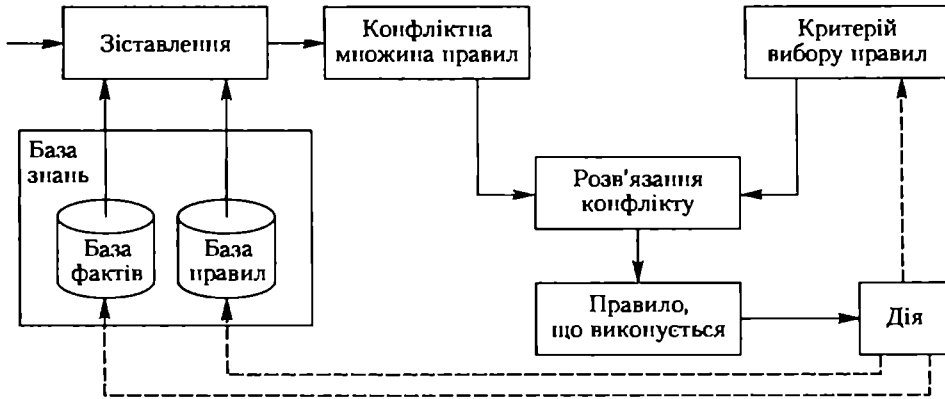 Зіставлення
Конфліктна
множина правил
Критерій
вибору правил
База
знань
База
фактів
База
правил
Розв'язання
конфлікту
Правило,
що виконується
Дія